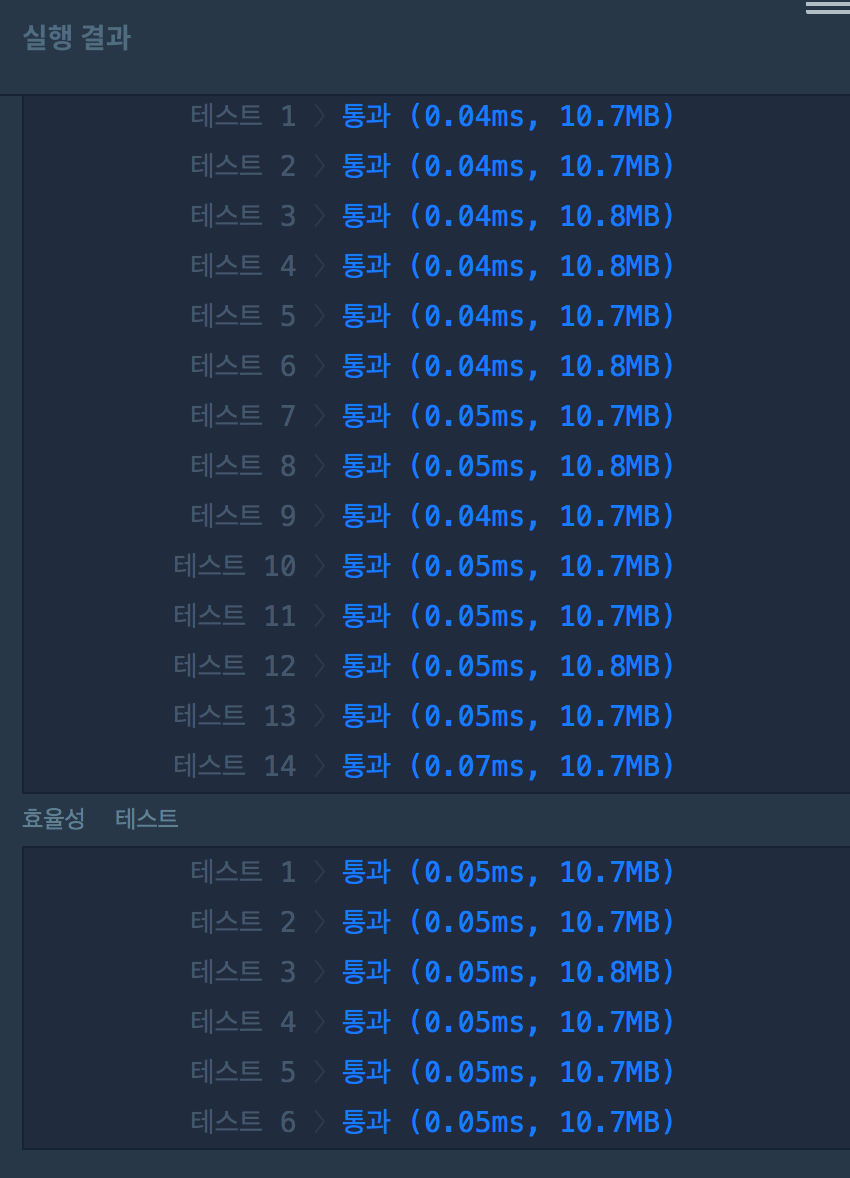 실행 결과
테스트 1 〉 통과 (0.04ms, 10.7MB)
테스트 2 〉 통과 (0.04ms, 10.7MB)
테스트 3 〉 통과 (0.04ms, 10.8MB)
테스트 4 〉 통과 (0.04ms, 10.8MB)
테스트 5 〉 통과 (0.04ms, 10.7MB)
테스트 6 〉 통과 (0.04ms, 10.8MB)
테스트 7 〉 통과 (0.05ms, 10.7MB)
테스트 8 〉 통과 (0.05ms, 10.8MB)
테스트 9 〉 통과 (0.04ms, 10.7MB)
테스트 10 〉 통과 (0.05ms, 10.7MB)
테스트 11 〉 통과 (0.05ms, 10.7MB)
테스트 12 〉 통과 (0.05ms, 10.8MB)
테스트 13 〉 통과 (0.05ms, 10.7MB)
테스트 14 〉 통과 (0.07ms, 10.7MB)
효율성 테스트
테스트 1 〉 통과 (0.05ms, 10.7MB)
테스트 2 〉 통과 (0.05ms, 10.7MB)
테스트 3 〉 통과 (0.05ms, 10.8MB)
테스트 4 〉 통과 (0.05ms, 10.7MB)
테스트 5 〉 통과 (0.05ms, 10.7MB)
테스트 6 〉 통과 (0.05ms, 10.7MB)